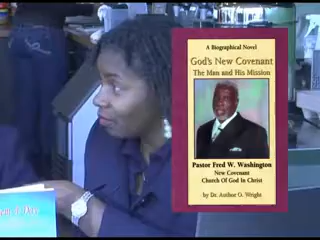 A Biographical Novel
God's New Covenant
The Man and His Mission
Pastor Fred W. Washington
New Covenant
Church Of God In Christ
by Dr. Author O. Wright